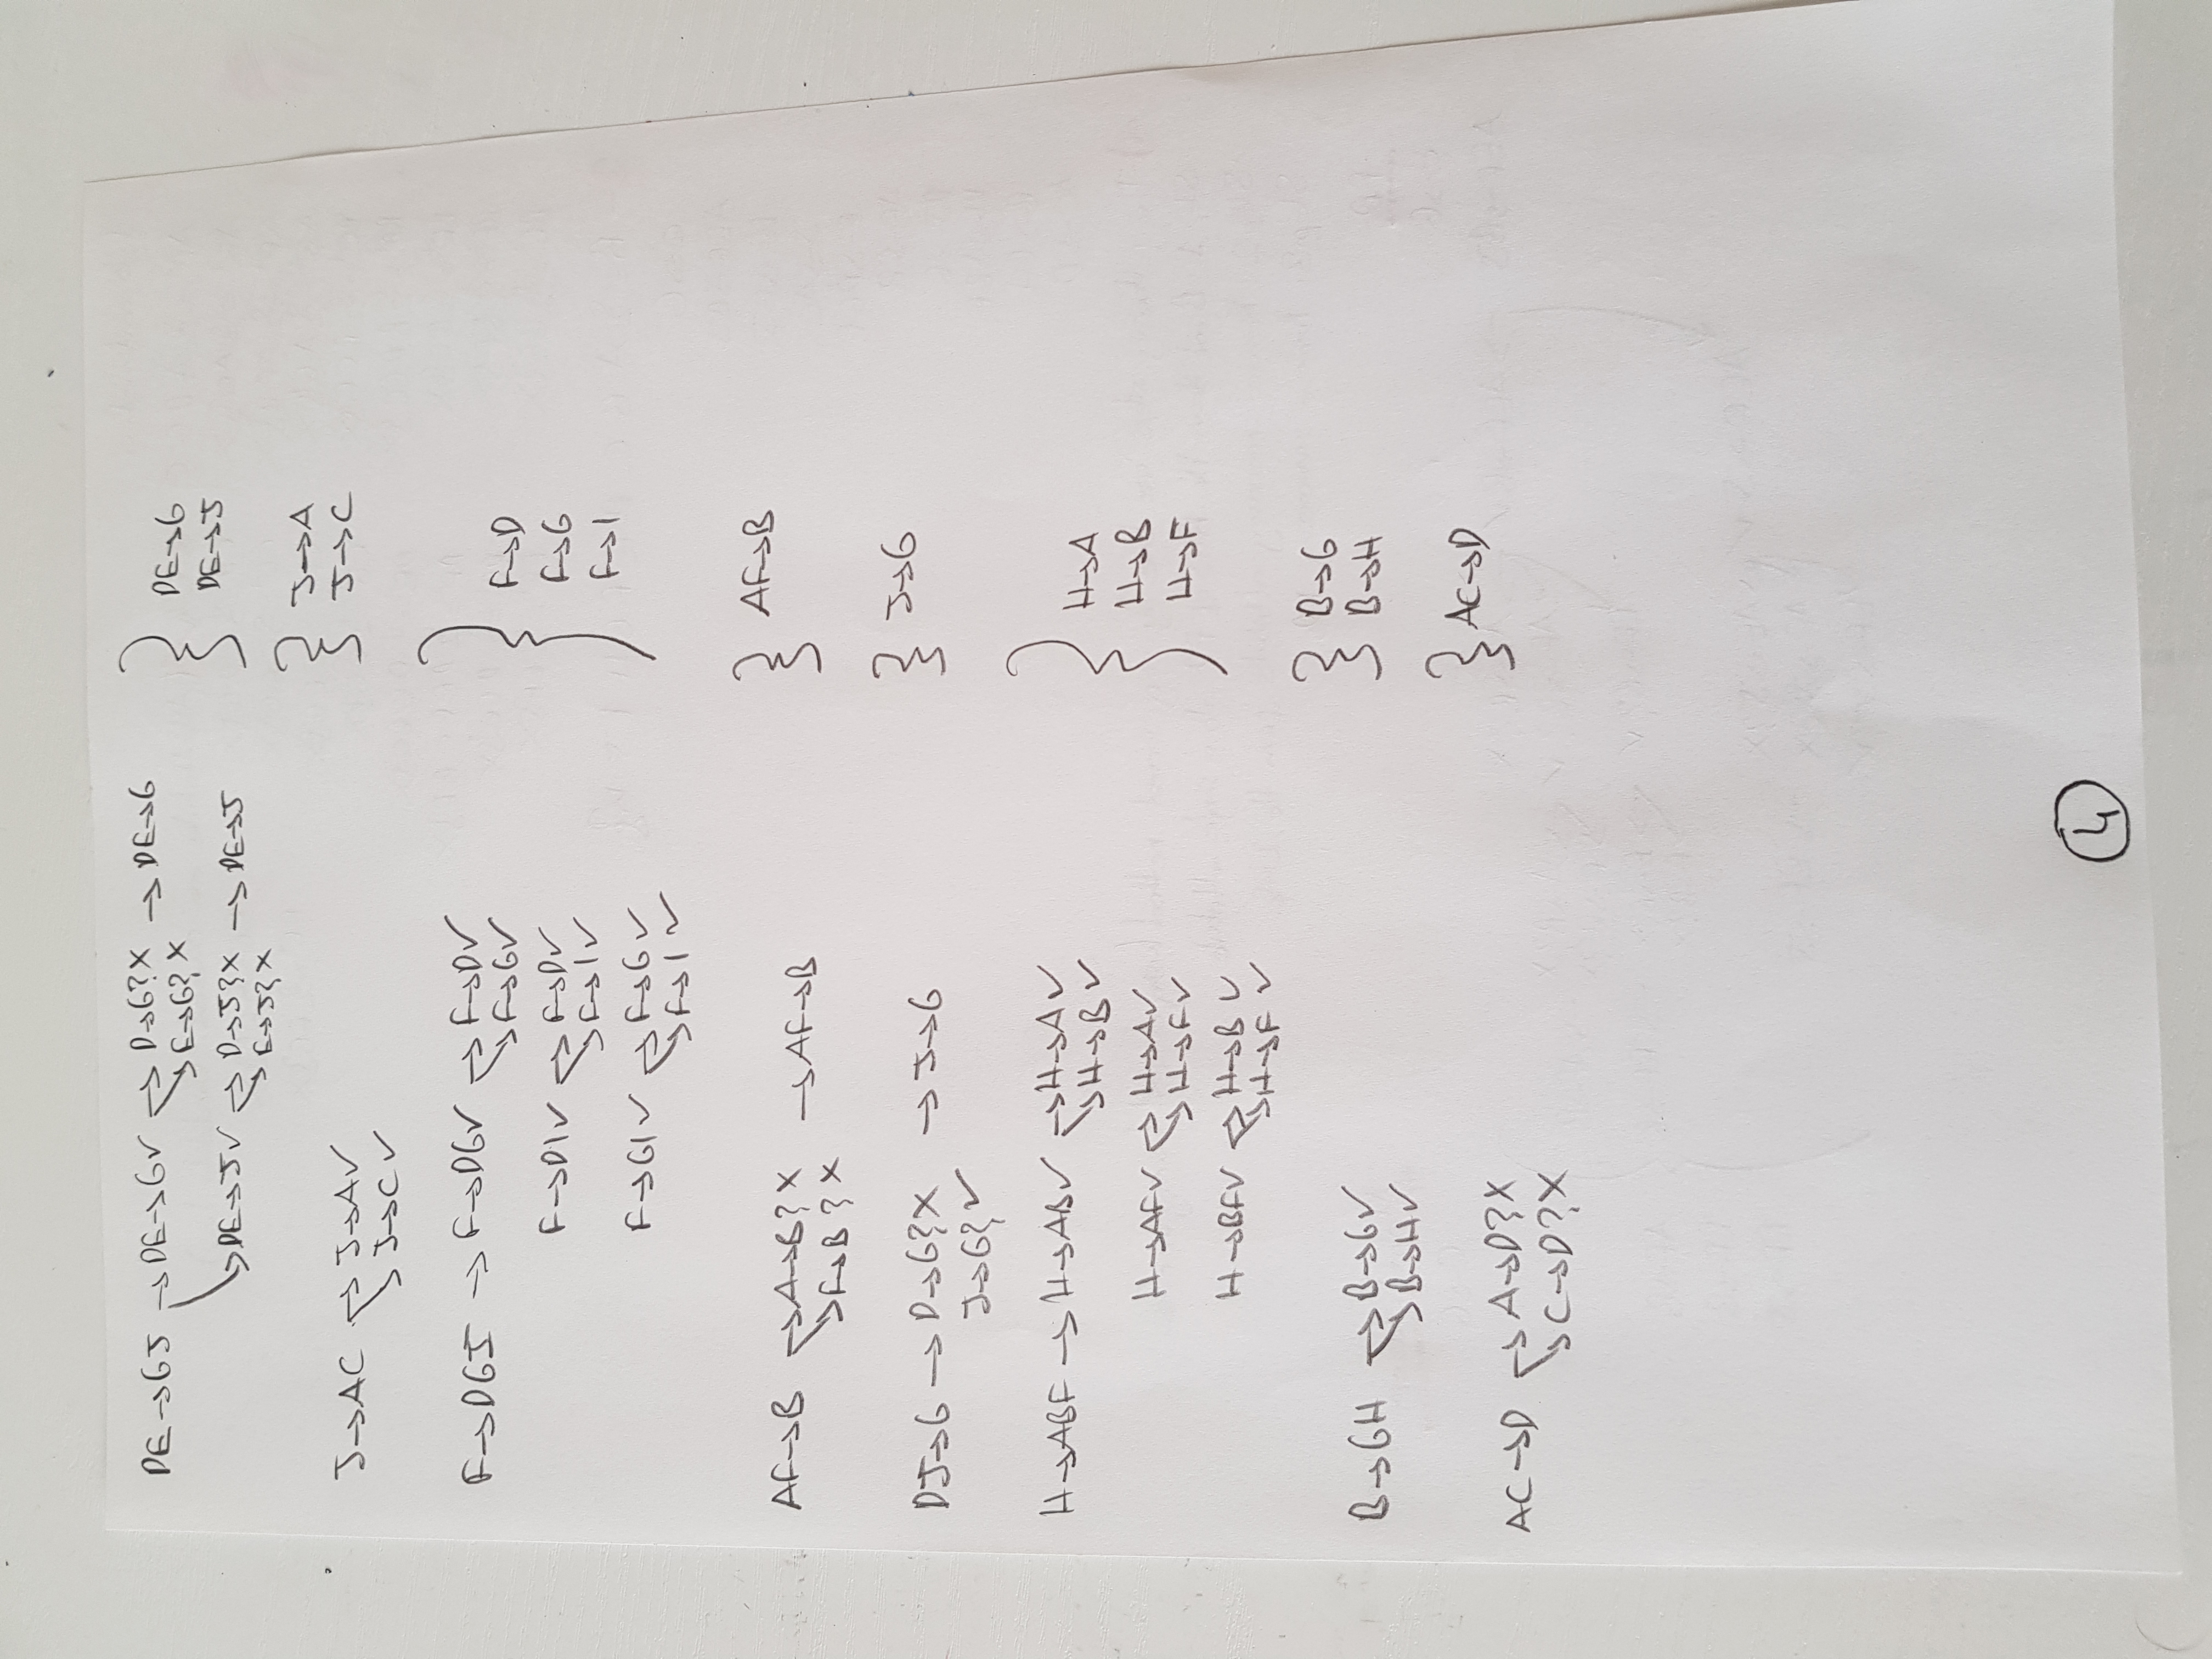 DE→GJ →DE→G✓ → D→G?X → DE→G
→ E→G?X
→DE→J✓ → D→J?X → DE→J
→ E→J?X
} DE→G
DE→J
J→AC → J→A✓
→ J→C✓
} J→A
J→C
F→DGI → F→DG✓ → F→D✓
→ F→G✓
F→DI✓ → F→D✓
→ F→I✓
F→GI✓ → F→G✓
→ F→I✓
} F→D
F→G
F→I
AF→B → A→B?X → AF→B
→ F→B?X
} AF→B
DJ→G → D→G?X → J→G
J→G?✓
} J→G
H→ABF → H→AB✓ → H→A✓
→ H→B✓
H→AF✓ → H→A✓
→ H→F✓
H→BF✓ → H→B✓
→ H→F✓
} H→A
H→B
H→F
B→GH → B→G✓
→ B→H✓
} B→G
B→H
AC→D → A→D?X
→ C→D?X
} AC→D
4